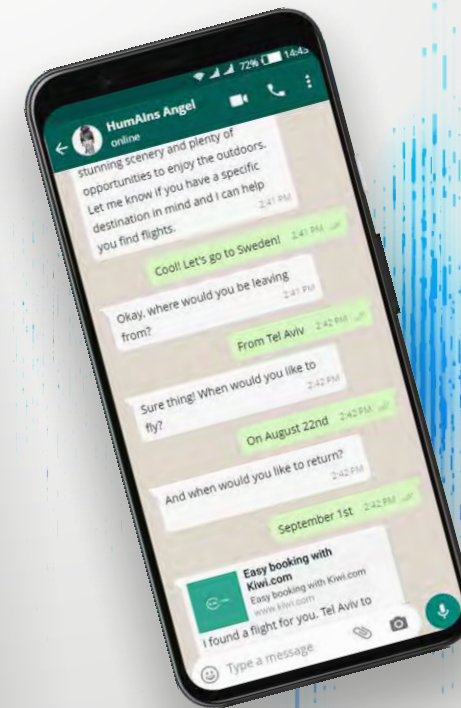 72% 14:43
HumAIns Angel
online
stunning scenery and plenty of
opportunities to enjoy the outdoors.
Let me know if you have a specific
destination in mind and I can help
you find flights.
2:41 PM
Cool! Let's go to Sweden! 2:41 PM
Okay, where would you be leaving
from?
2:41 PM
From Tel Aviv 2:42 PM
Sure thing! When would you like to
fly?
2:42 PM
On August 22nd 2:42 PM
And when would you like to return?
2:42 PM
September 1st 2:42 PM
Easy booking with
Kiwi.com
Easy booking with Kiwi.com
www.kiwi.com
I found a flight for you. Tel Aviv to
Type a message